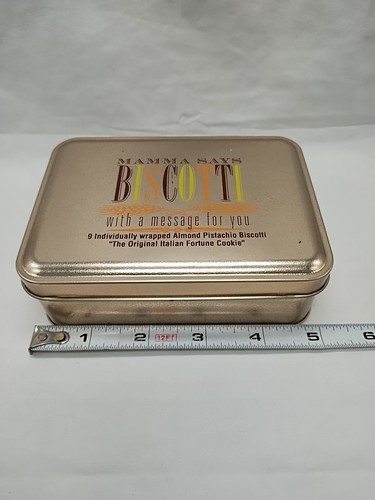 MAMMA SAYS
BISCOTTI
with a message for you
9 Individually wrapped Almond Pistachio Biscotti
"The Original Italian Fortune Cookie"
1 2 12FT 3 4 5 6